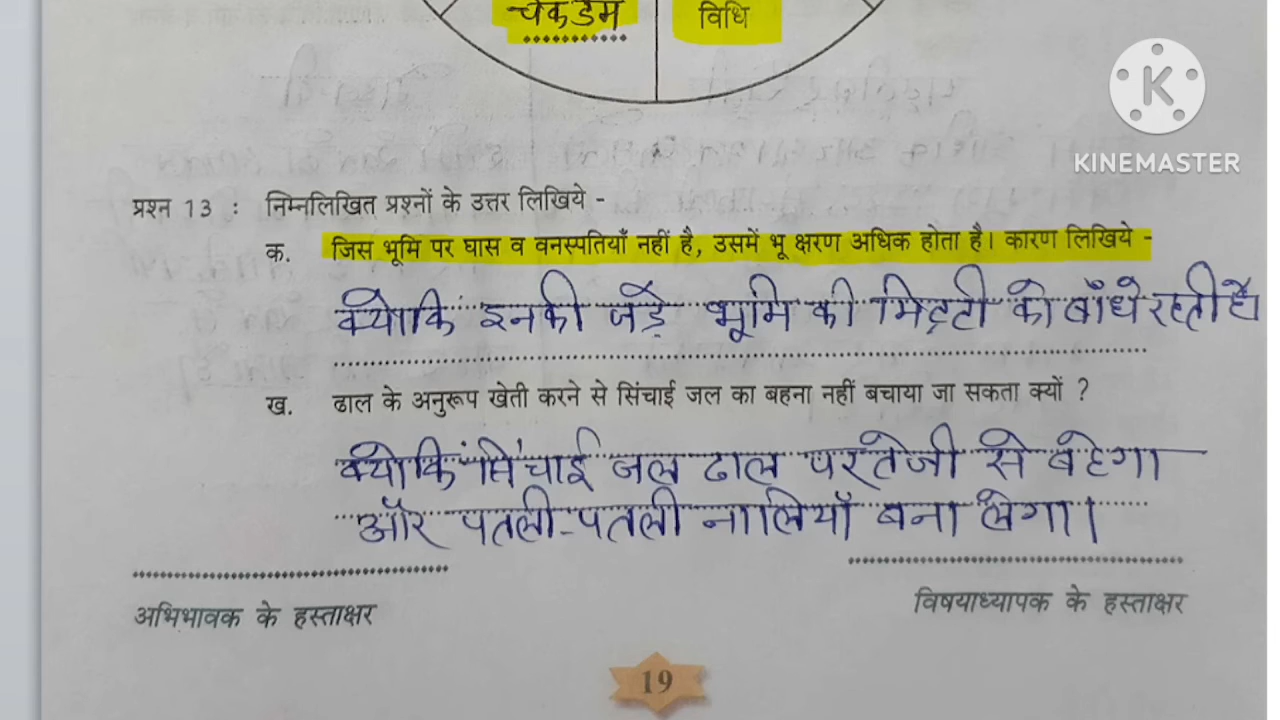 चेकडैम
विधि
K
KINEMASTER
प्रश्न 13 : निम्नलिखित प्रश्नों के उत्तर लिखिये -
क. जिस भूमि पर घास व वनस्पतियाँ नहीं है, उसमें भू क्षरण अधिक होता है। कारण लिखिये -
क्योकि इनकी जड़े भूमि की मिट्टी को बाँधे रहती है
ख. ढाल के अनुरूप खेती करने से सिंचाई जल का बहना नहीं बचाया जा सकता क्यों ?
क्योकि सिंचाई जल ढाल पर तेजी से बहेगा
और पतली-पतली नालियाँ बना लेगा।
अभिभावक के हस्ताक्षर
विषयाध्यापक के हस्ताक्षर
19